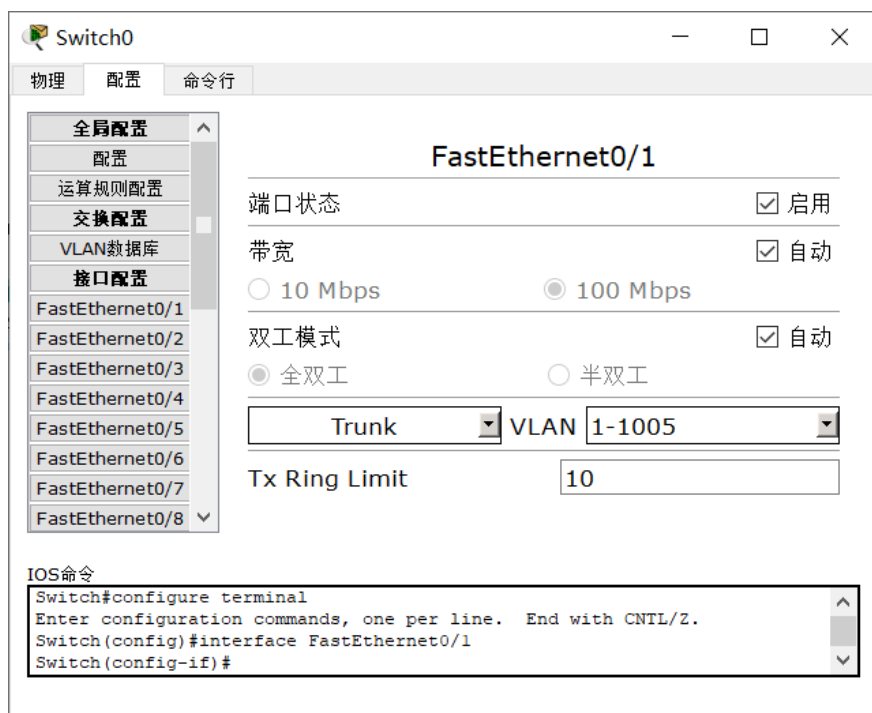 Switch0
物理 配置 命令行
全局配置
配置
运算规则配置
交换配置
VLAN数据库
接口配置
FastEthernet0/1
FastEthernet0/2
FastEthernet0/3
FastEthernet0/4
FastEthernet0/5
FastEthernet0/6
FastEthernet0/7
FastEthernet0/8
FastEthernet0/1
端口状态 启用
带宽 自动
10 Mbps 100 Mbps
双工模式 自动
全双工 半双工
Trunk VLAN 1-1005
Tx Ring Limit 10
IOS命令
Switch#configure terminal
Enter configuration commands, one per line.  End with CNTL/Z.
Switch(config)#interface FastEthernet0/1
Switch(config-if)#